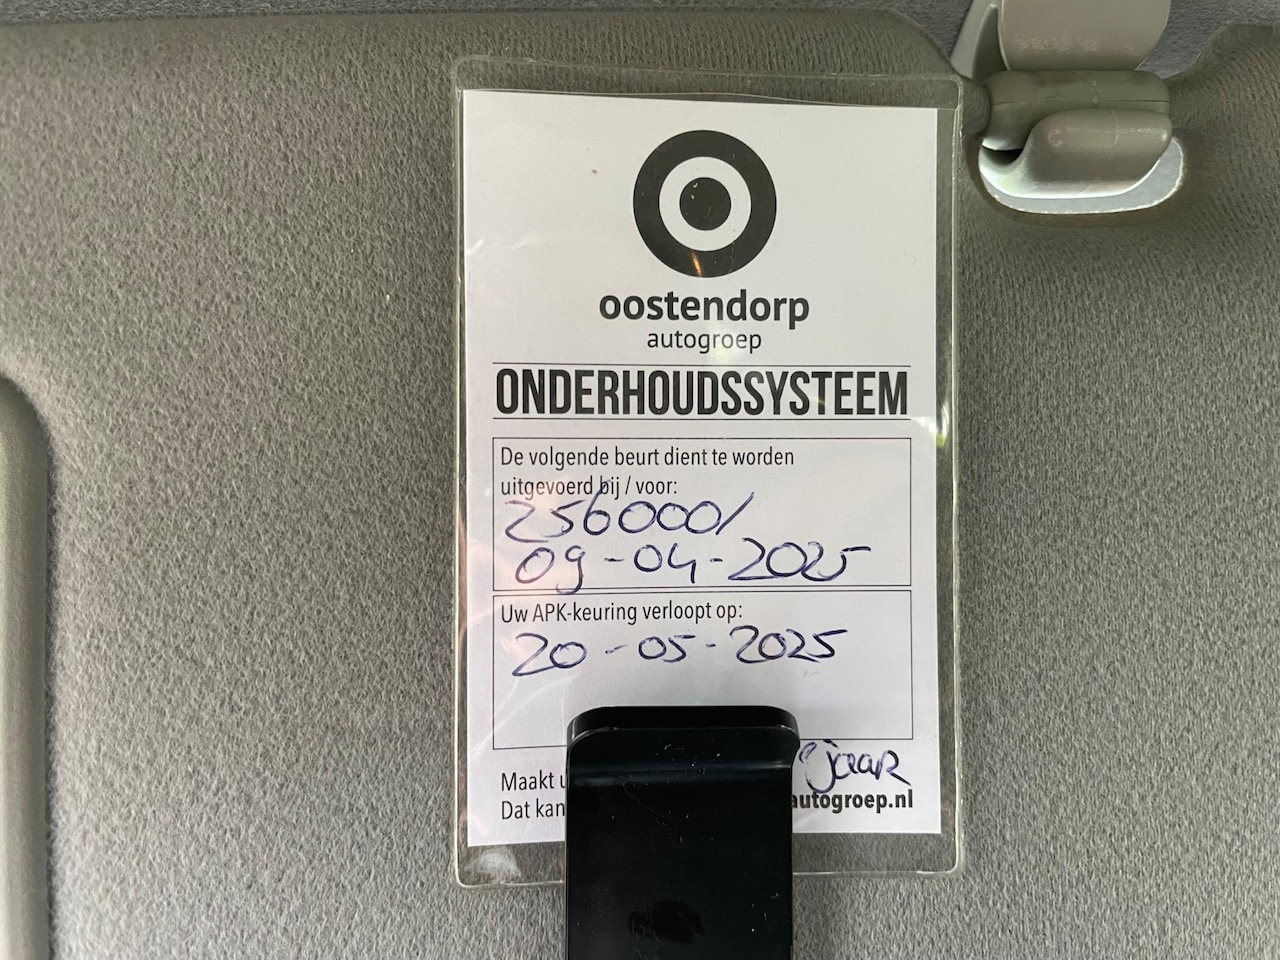 oostendorp
autogroep
ONDERHOUDSSYSTEEM
De volgende beurt dient te worden
uitgevoerd bij / voor:
256000/
09-04-2025
Uw APK-keuring verloopt op:
20-05-2025
jaar
Maakt
Dat kan autogroep.nl